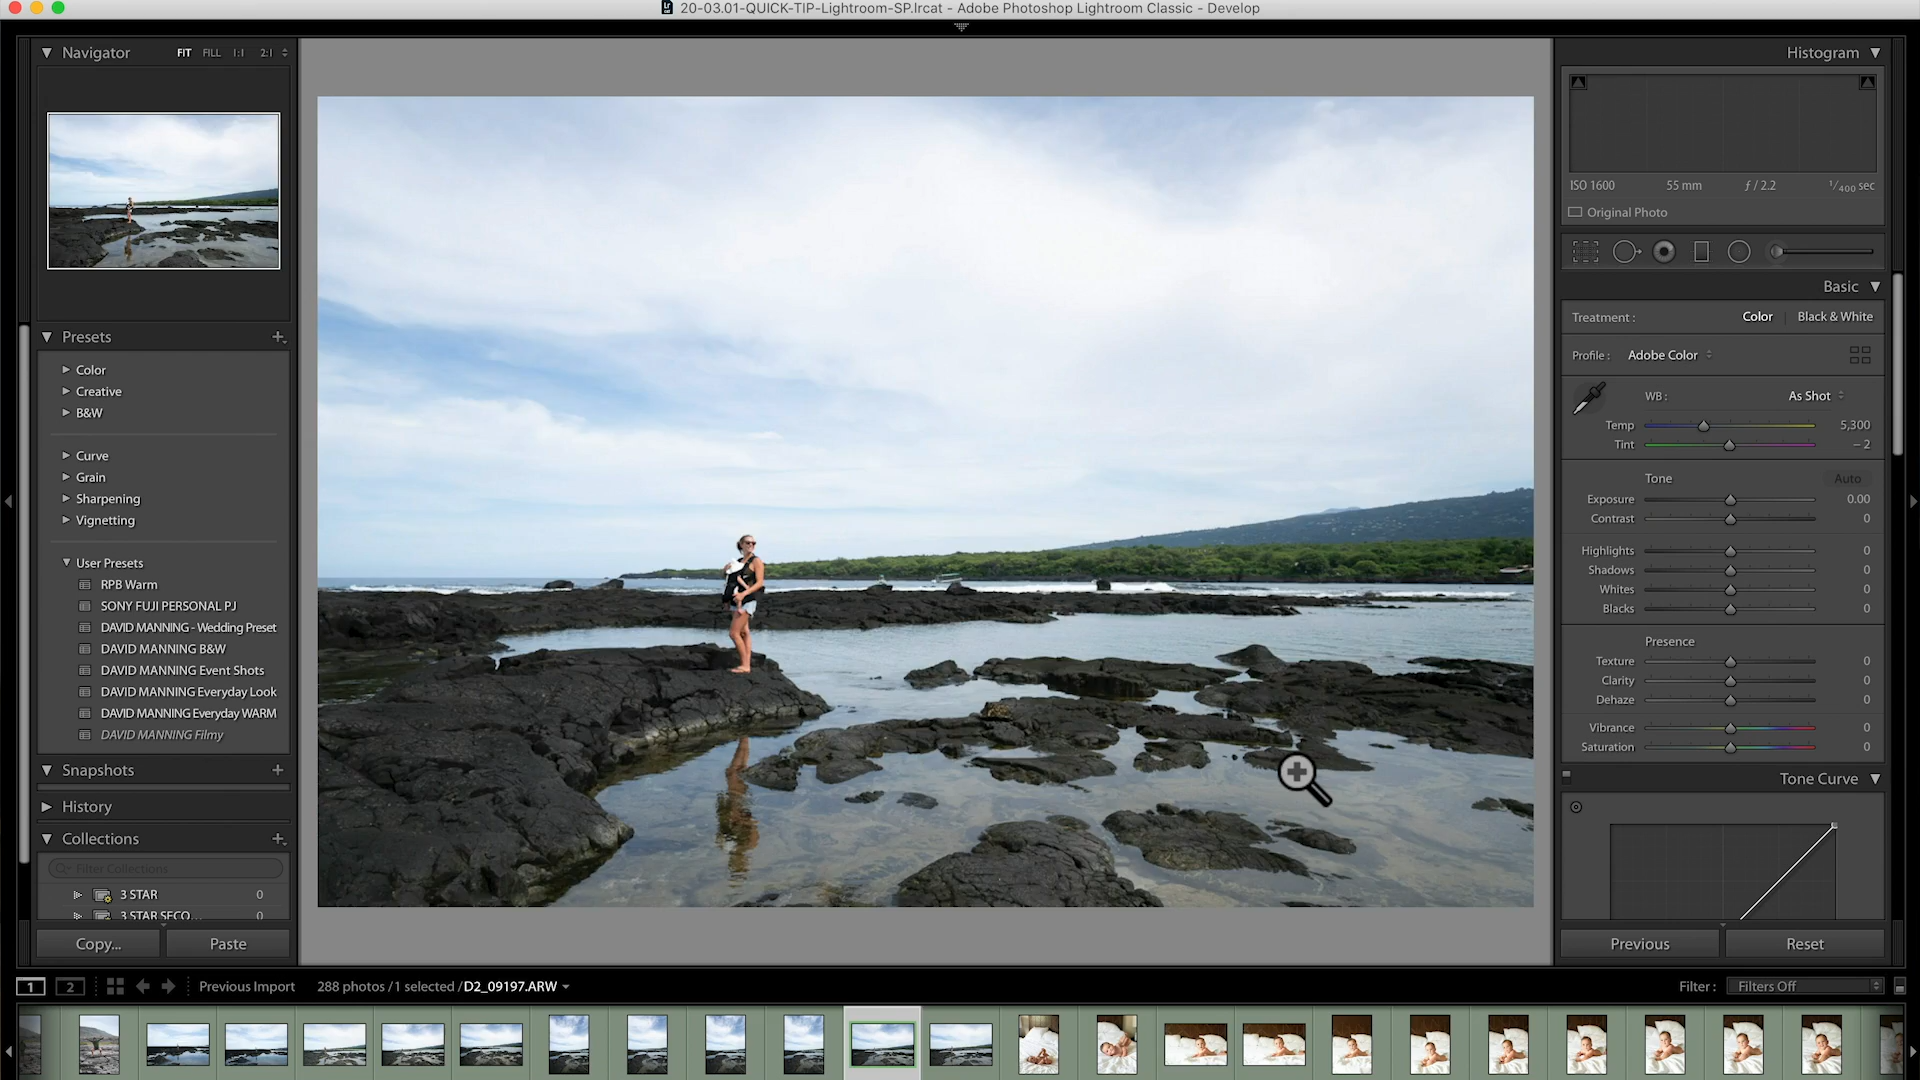 20-03.01-QUICK-TIP-Lightroom-SP.lrcat - Adobe Photoshop Lightroom Classic - Develop
Navigator FIT FILL 1:1 2:1
Presets
Color
Creative
B&W
Curve
Grain
Sharpening
Vignetting
User Presets
RPB Warm
SONY FUJI PERSONAL PJ
DAVID MANNING - Wedding Preset
DAVID MANNING B&W
DAVID MANNING Event Shots
DAVID MANNING Everyday Look
DAVID MANNING Everyday WARM
DAVID MANNING Filmy
Snapshots
History
Collections
Filter Collections
3 STAR 0
3 STAR SECO... 0
Copy... Paste
Histogram
ISO 1600 55 mm ƒ / 2.2 1/400 sec
Original Photo
Basic
Treatment : Color Black & White
Profile : Adobe Color
WB : As Shot
Temp 5,300
Tint – 2
Tone Auto
Exposure 0.00
Contrast 0
Highlights 0
Shadows 0
Whites 0
Blacks 0
Presence
Texture 0
Clarity 0
Dehaze 0
Vibrance 0
Saturation 0
Tone Curve
Previous Reset
1 2 Previous Import 288 photos / 1 selected / D2_09197.ARW Filter : Filters Off